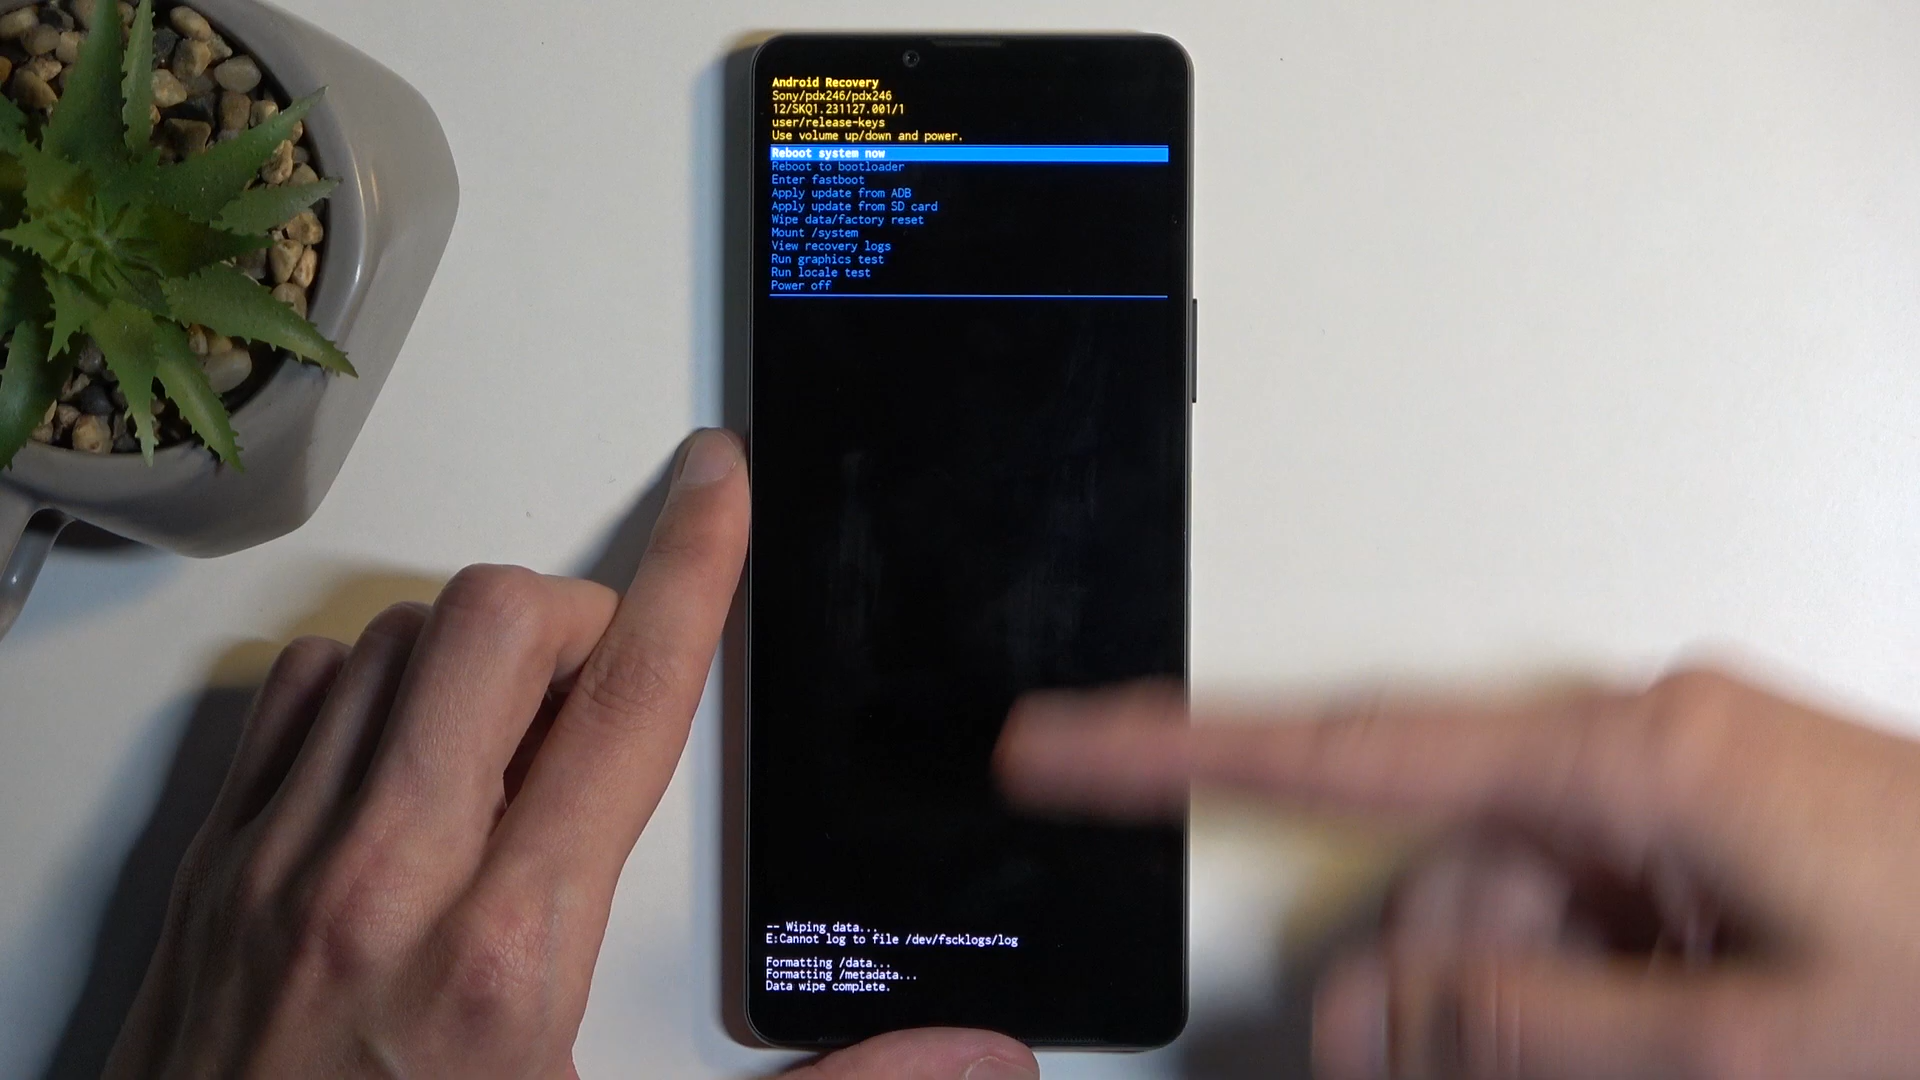 Android Recovery
Sony/pdx246/pdx246
12/SKQ1.231127.001/1
user/release-keys
Use volume up/down and power.
Reboot system now
Reboot to bootloader
Enter fastboot
Apply update from ADB
Apply update from SD card
Wipe data/factory reset
Mount /system
View recovery logs
Run graphics test
Run locale test
Power off
-- Wiping data...
E:Cannot log to file /dev/fscklogs/log
Formatting /data...
Formatting /metadata...
Data wipe complete.